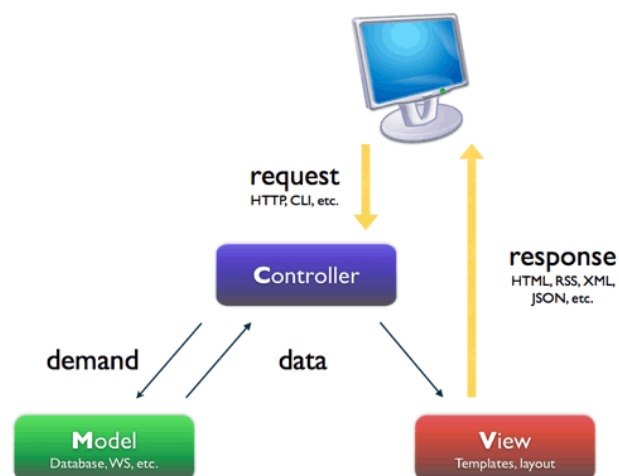 request
HTTP, CLI, etc.
Controller
response
HTML, RSS, XML,
JSON, etc.
demand
data
Model
Database, WS, etc.
View
Templates, layout